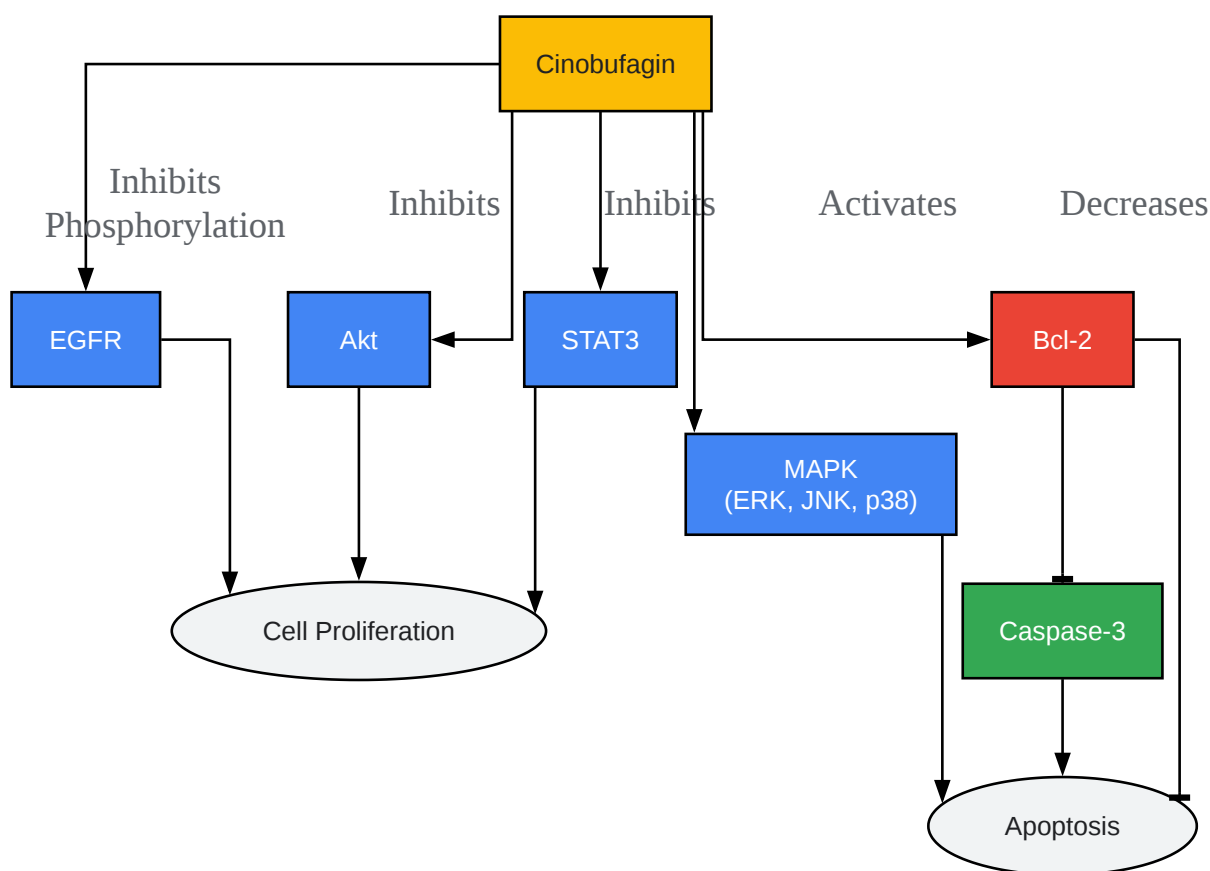 Cinobufagin
Inhibits
Phosphorylation
Inhibits
Inhibits
Activates
Decreases
EGFR
Akt
STAT3
Bcl-2
MAPK
(ERK, JNK, p38)
Cell Proliferation
Caspase-3
Apoptosis